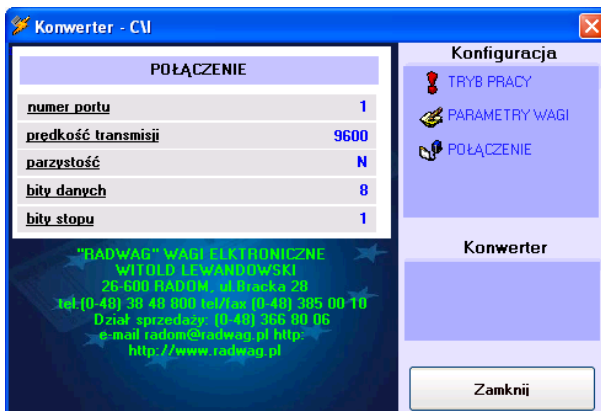 Konwerter - C\I
POŁĄCZENIE
numer portu 1
prędkość transmisji 9600
parzystość N
bity danych 8
bity stopu 1
"RADWAG" WAGI ELKTRONICZNE
WITOLD LEWANDOWSKI
26-600 RADOM, ul.Bracka 28
tel.(0-48) 38 48 800 tel/fax (0-48) 385 00 10
Dział sprzedaży: (0-48) 366 80 06
e-mail radom@radwag.pl http:
http://www.radwag.pl
Konfiguracja
TRYB PRACY
PARAMETRY WAGI
POŁĄCZENIE
Konwerter
Zamknij